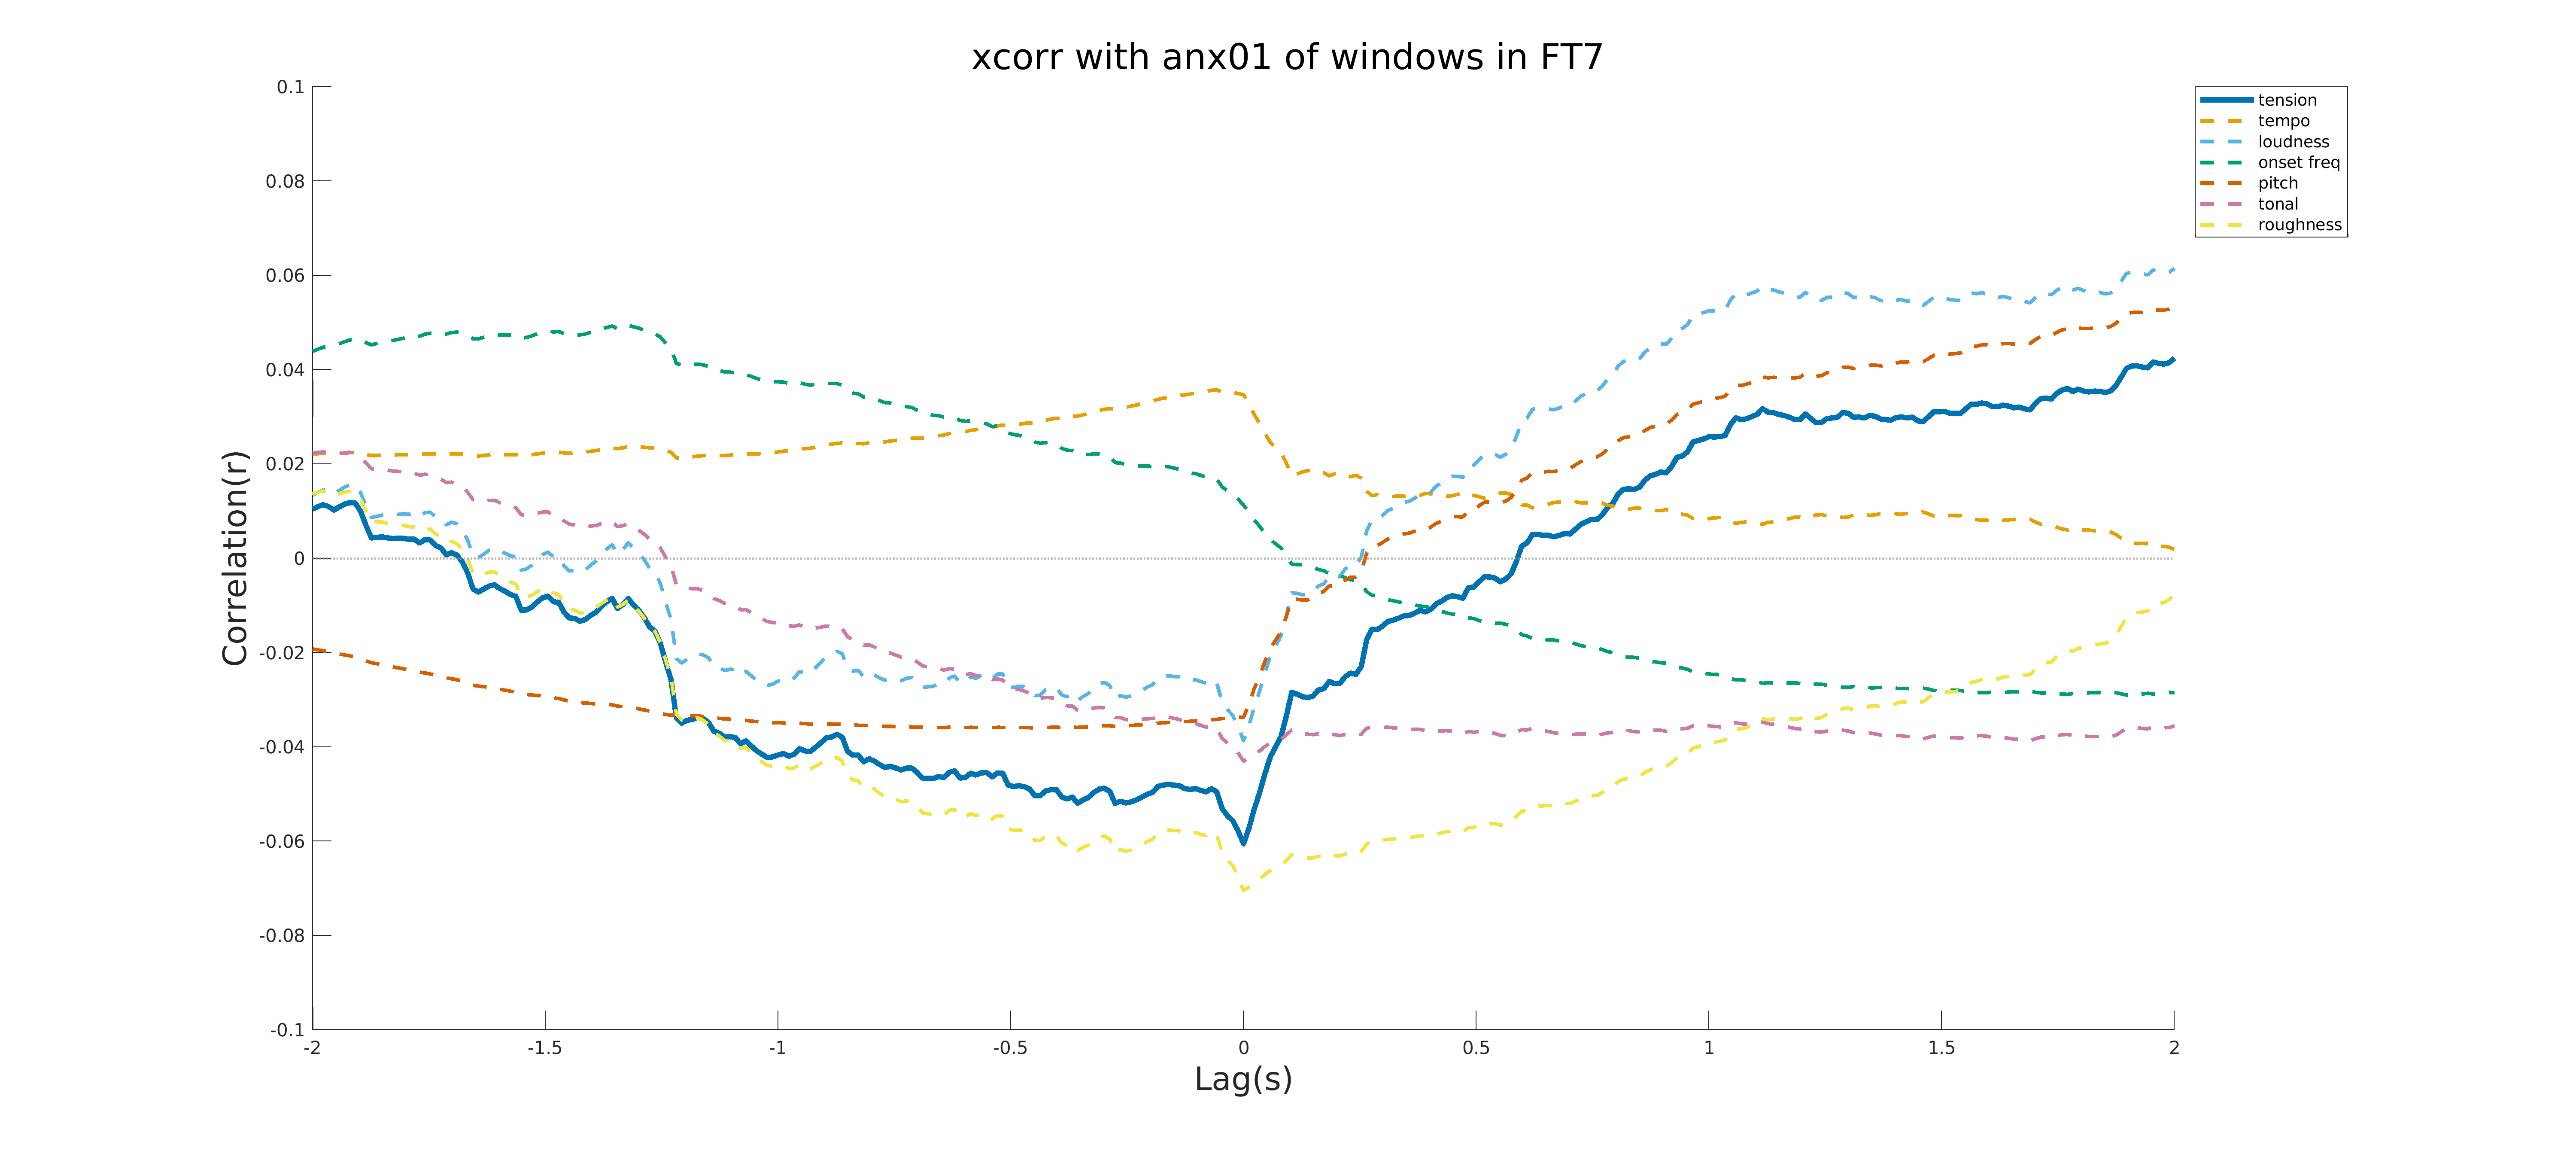 xcorr with anx01 of windows in FT7
0.1
0.08
0.06
0.04
0.02
0
-0.02
-0.04
-0.06
-0.08
-0.1
Correlation(r)
-2 -1.5 -1 -0.5 0 0.5 1 1.5 2
Lag(s)
tension
tempo
loudness
onset freq
pitch
tonal
roughness